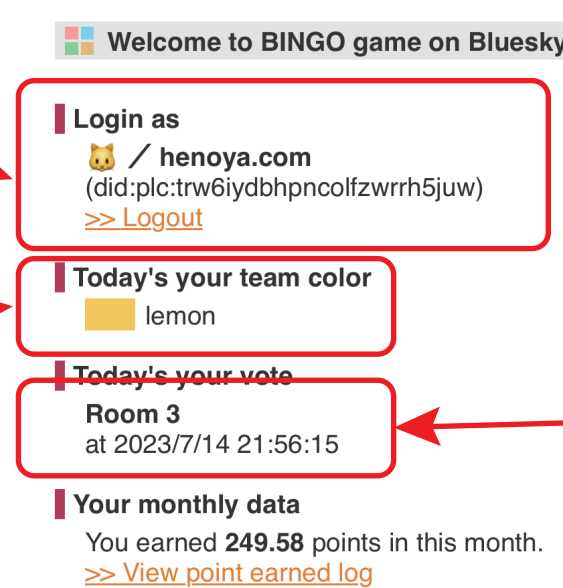 Welcome to BINGO game on Bluesky
Login as
🐱 / henoya.com
(did:plc:trw6iydbhpncolfzwrrh5juw)
>> Logout
Today's your team color
lemon
Today's your vote
Room 3
at 2023/7/14 21:56:15
Your monthly data
You earned 249.58 points in this month.
>> View point earned log